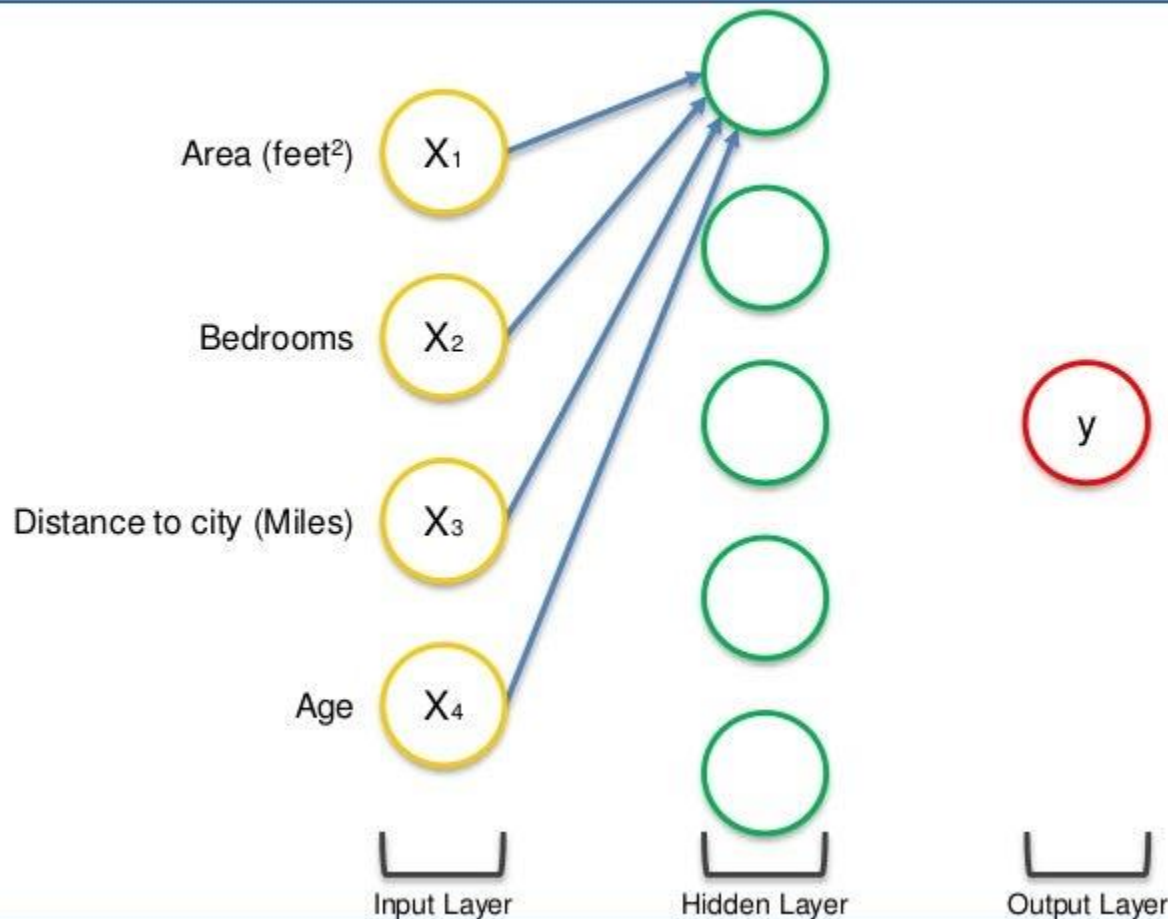 Area (feet²)
X₁
Bedrooms
X₂
y
Distance to city (Miles)
X₃
Age
X₄
Input Layer
Hidden Layer
Output Layer